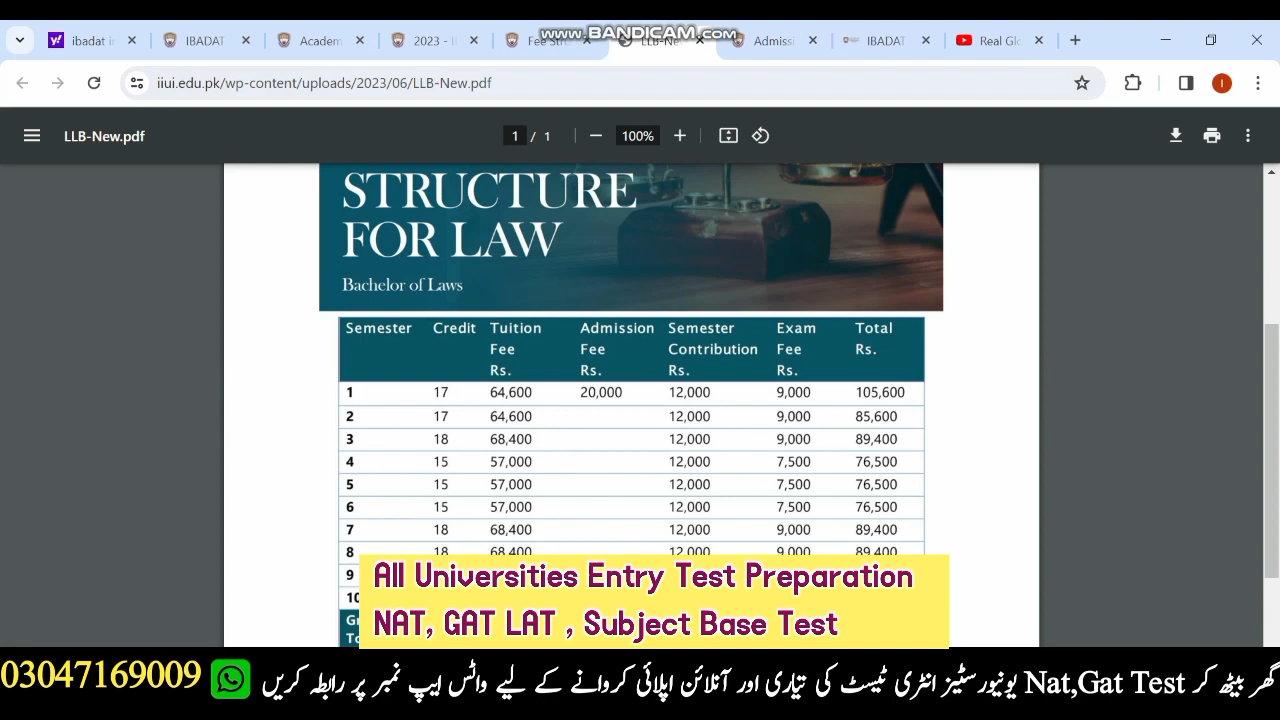 www.BANDICAM.com
ibadat i
IBADAT
Academ
2023 - I
Fee Stru
LLB-Ne
Admiss
IBADAT
Real Glo
iiui.edu.pk/wp-content/uploads/2023/06/LLB-New.pdf
LLB-New.pdf
1 / 1
100%
STRUCTURE
FOR LAW
Bachelor of Laws
Semester Credit Tuition Fee Rs. Admission Fee Rs. Semester Contribution Rs. Exam Fee Rs. Total Rs.
1 17 64,600 20,000 12,000 9,000 105,600
2 17 64,600 12,000 9,000 85,600
3 18 68,400 12,000 9,000 89,400
4 15 57,000 12,000 7,500 76,500
5 15 57,000 12,000 7,500 76,500
6 15 57,000 12,000 7,500 76,500
7 18 68,400 12,000 9,000 89,400
8 18 68,400 12,000 9,000 89,400
9
10
All Universities Entry Test Preparation
NAT, GAT LAT , Subject Base Test
گھر بیٹھ کر Nat,Gat Test یونیورسٹیز انٹری ٹیسٹ کی تیاری اور آنلائن اپلائی کروانے کے لیے واٹس ایپ نمبر پر رابطہ کریں
03047169009